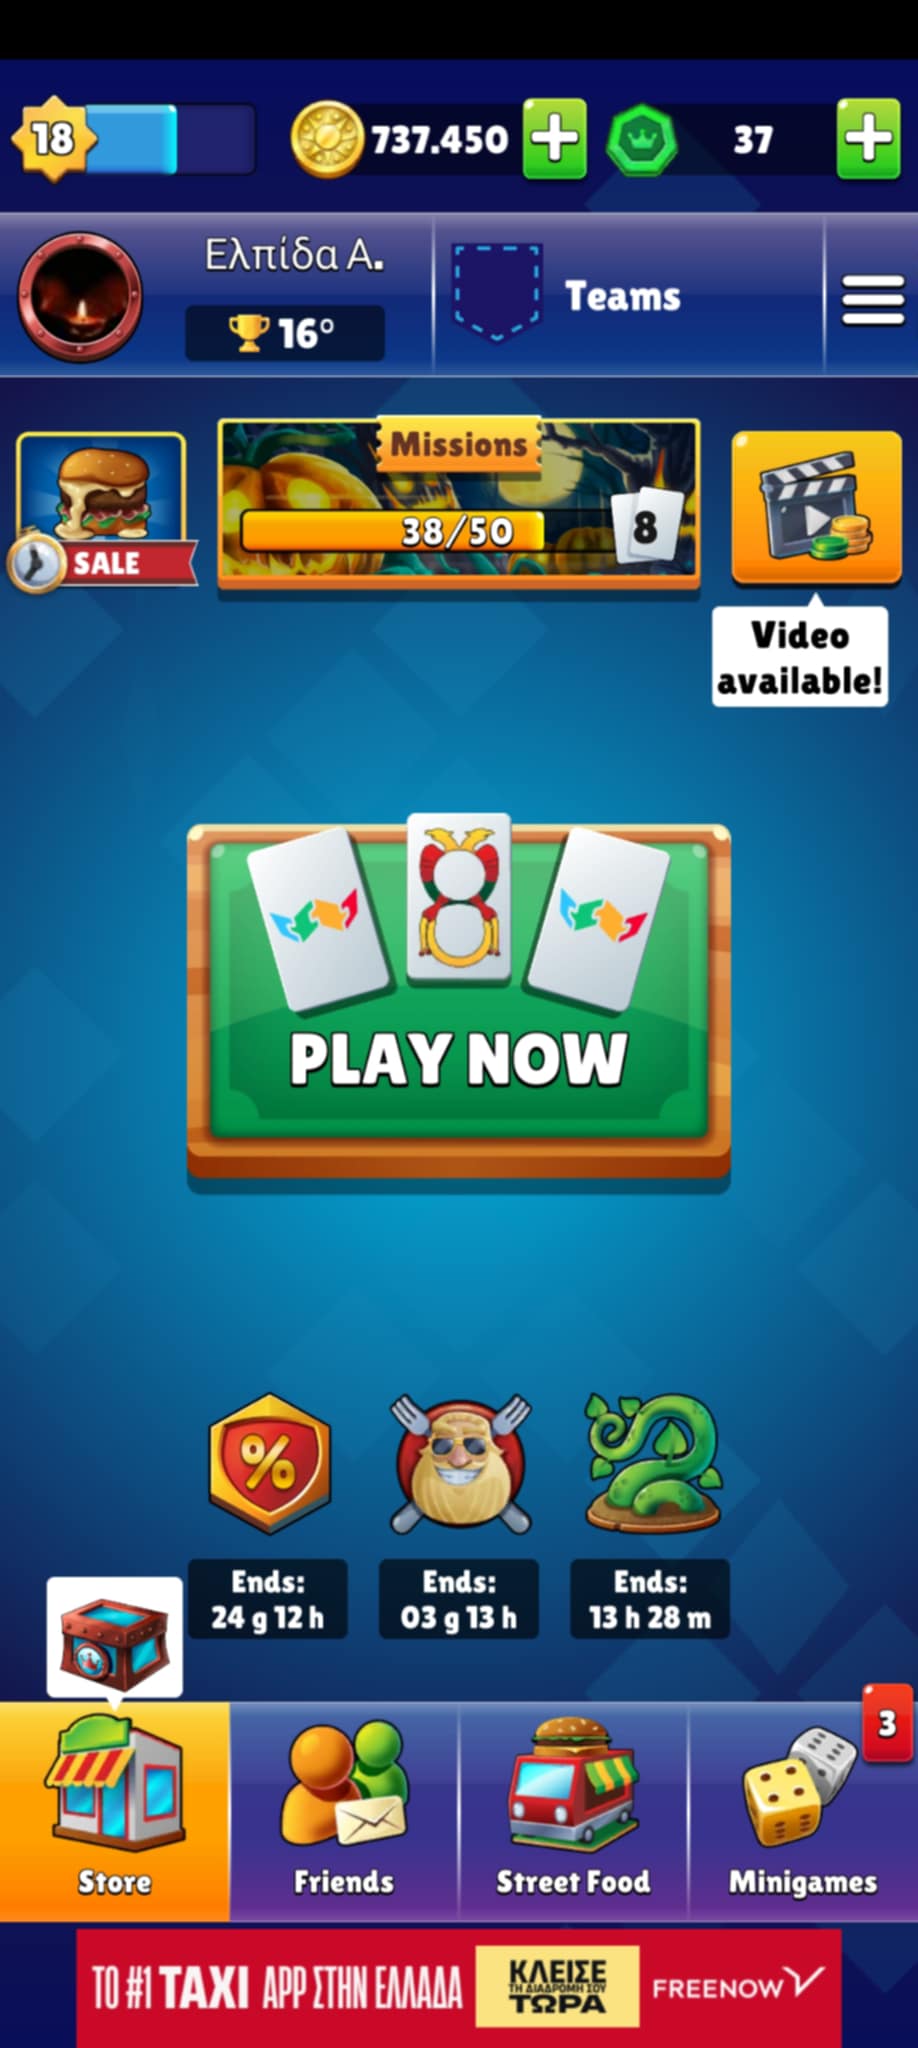 18
737.450
37
Ελπίδα Α.
16°
Teams
Missions
38/50
8
SALE
Video
available!
PLAY NOW
%
Ends:
24 g 12 h
Ends:
03 g 13 h
Ends:
13 h 28 m
3
Store
Friends
Street Food
Minigames
ΤΟ #1 TAXI APP ΣΤΗΝ ΕΛΛΑΔΑ
ΚΛΕΙΣΕ
ΤΗ ΔΙΑΔΡΟΜΗ ΣΟΥ
ΤΩΡΑ
FREENOW